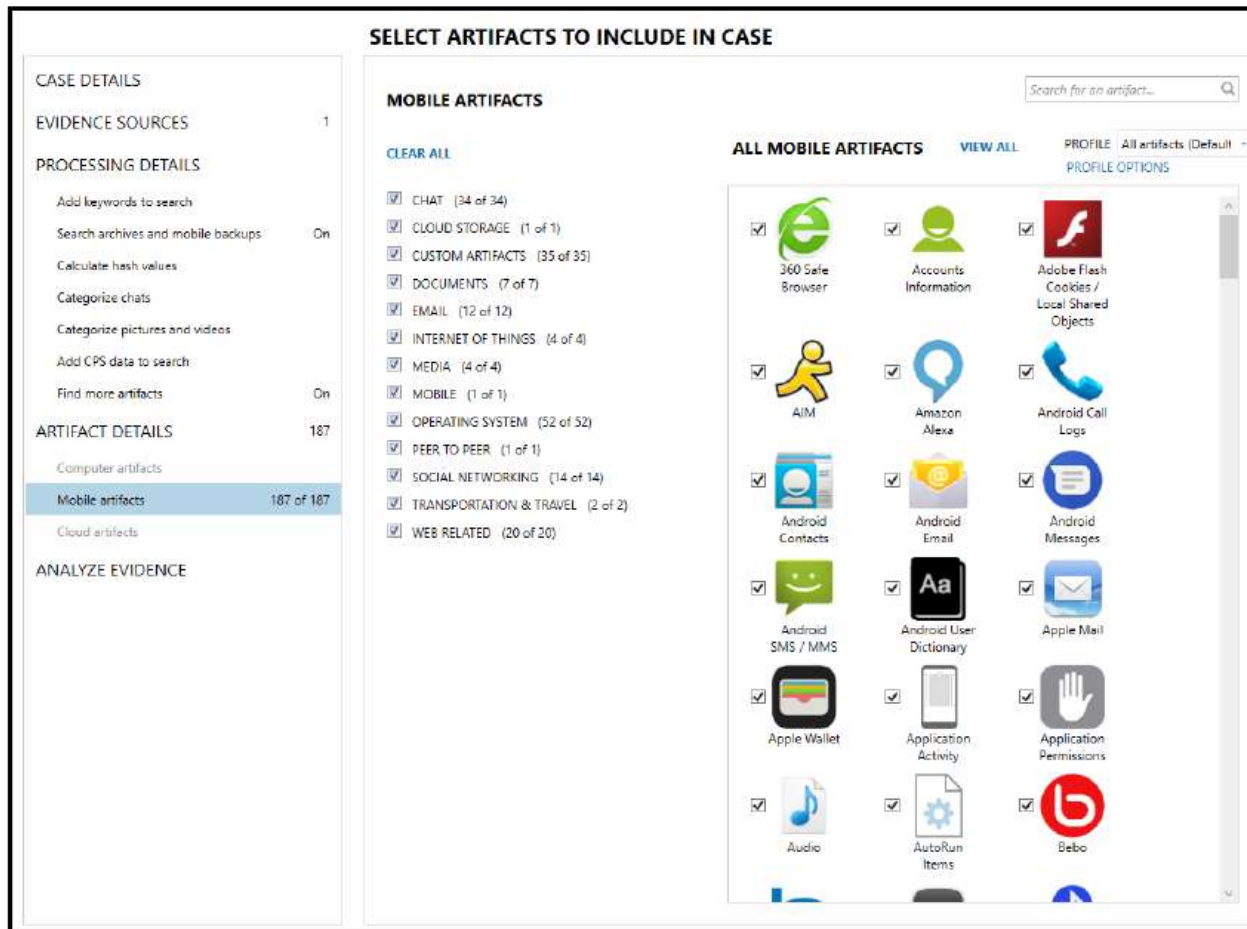 SELECT ARTIFACTS TO INCLUDE IN CASE
CASE DETAILS
EVIDENCE SOURCES 1
PROCESSING DETAILS
Add keywords to search
Search archives and mobile backups On
Calculate hash values
Categorize chats
Categorize pictures and videos
Add CPS data to search
Find more artifacts On
ARTIFACT DETAILS 187
Computer artifacts
Mobile artifacts 187 of 187
Cloud artifacts
ANALYZE EVIDENCE
MOBILE ARTIFACTS
Search for an artifact...
CLEAR ALL
CHAT (34 of 34)
CLOUD STORAGE (1 of 1)
CUSTOM ARTIFACTS (35 of 35)
DOCUMENTS (7 of 7)
EMAIL (12 of 12)
INTERNET OF THINGS (4 of 4)
MEDIA (4 of 4)
MOBILE (1 of 1)
OPERATING SYSTEM (52 of 52)
PEER TO PEER (1 of 1)
SOCIAL NETWORKING (14 of 14)
TRANSPORTATION & TRAVEL (2 of 2)
WEB RELATED (20 of 20)
ALL MOBILE ARTIFACTS VIEW ALL PROFILE All artifacts (Default
PROFILE OPTIONS
360 Safe
Browser
Accounts
Information
Adobe Flash
Cookies /
Local Shared
Objects
AIM
Amazon
Alexa
Android Call
Logs
Android
Contacts
Android
Email
Android
Messages
Android
SMS / MMS
Aa
Android User
Dictionary
Apple Mail
Apple Wallet
Application
Activity
Application
Permissions
Audio
AutoRun
Items
Bebo